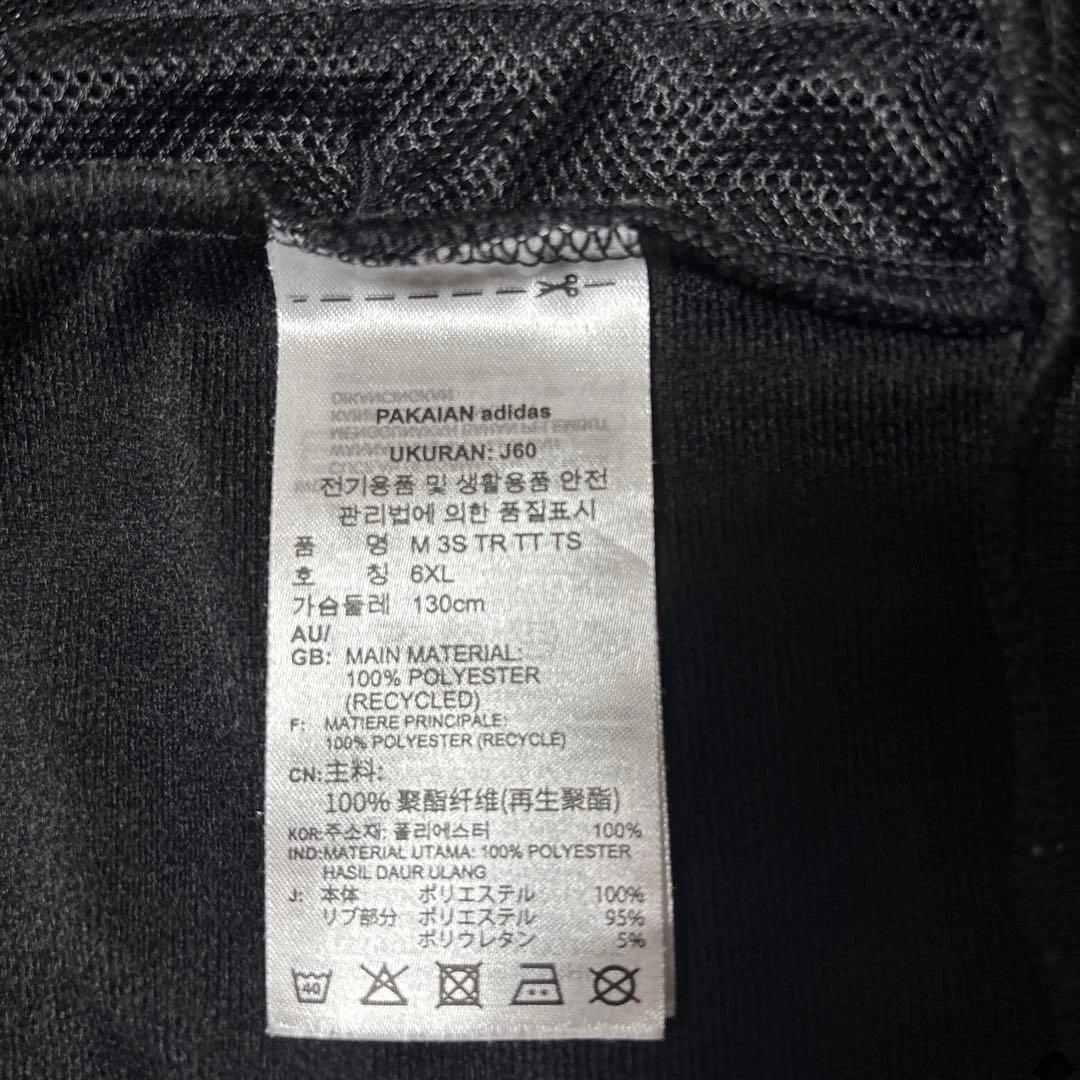 PAKAIAN adidas
UKURAN: J60
전기용품 및 생활용품 안전
관리법에 의한 품질표시
품 명 M 3S TR TT TS
호 칭 6XL
가슴둘레 130cm
AU/
GB: MAIN MATERIAL:
100% POLYESTER
(RECYCLED)
F: MATIERE PRINCIPALE:
100% POLYESTER (RECYCLE)
CN:主料:
100% 聚酯纤维(再生聚酯)
KOR:주소재: 폴리에스터 100%
IND:MATERIAL UTAMA: 100% POLYESTER
HASIL DAUR ULANG
J: 本体 ポリエステル 100%
リブ部分 ポリエステル 95%
ポリウレタン 5%
40